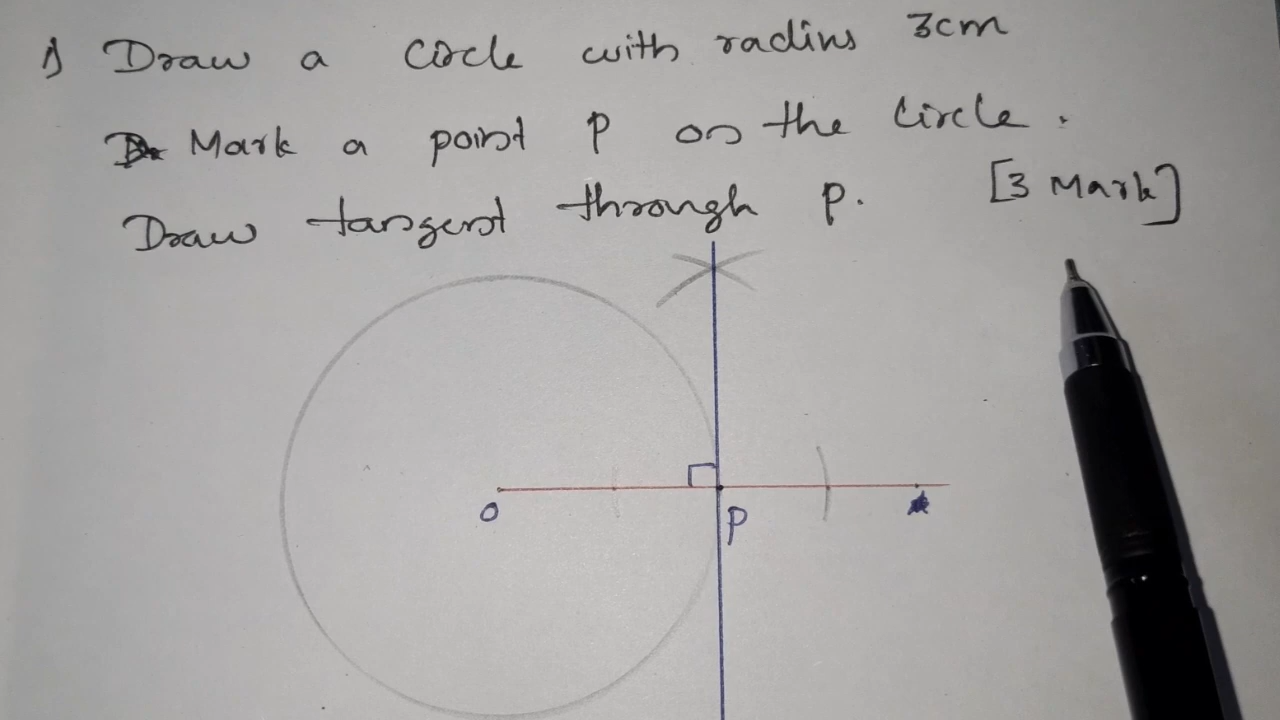 1) Draw a circle with radius 3cm
Mark a point P on the circle.
Draw tangent through P. [3 Mark]
O
P